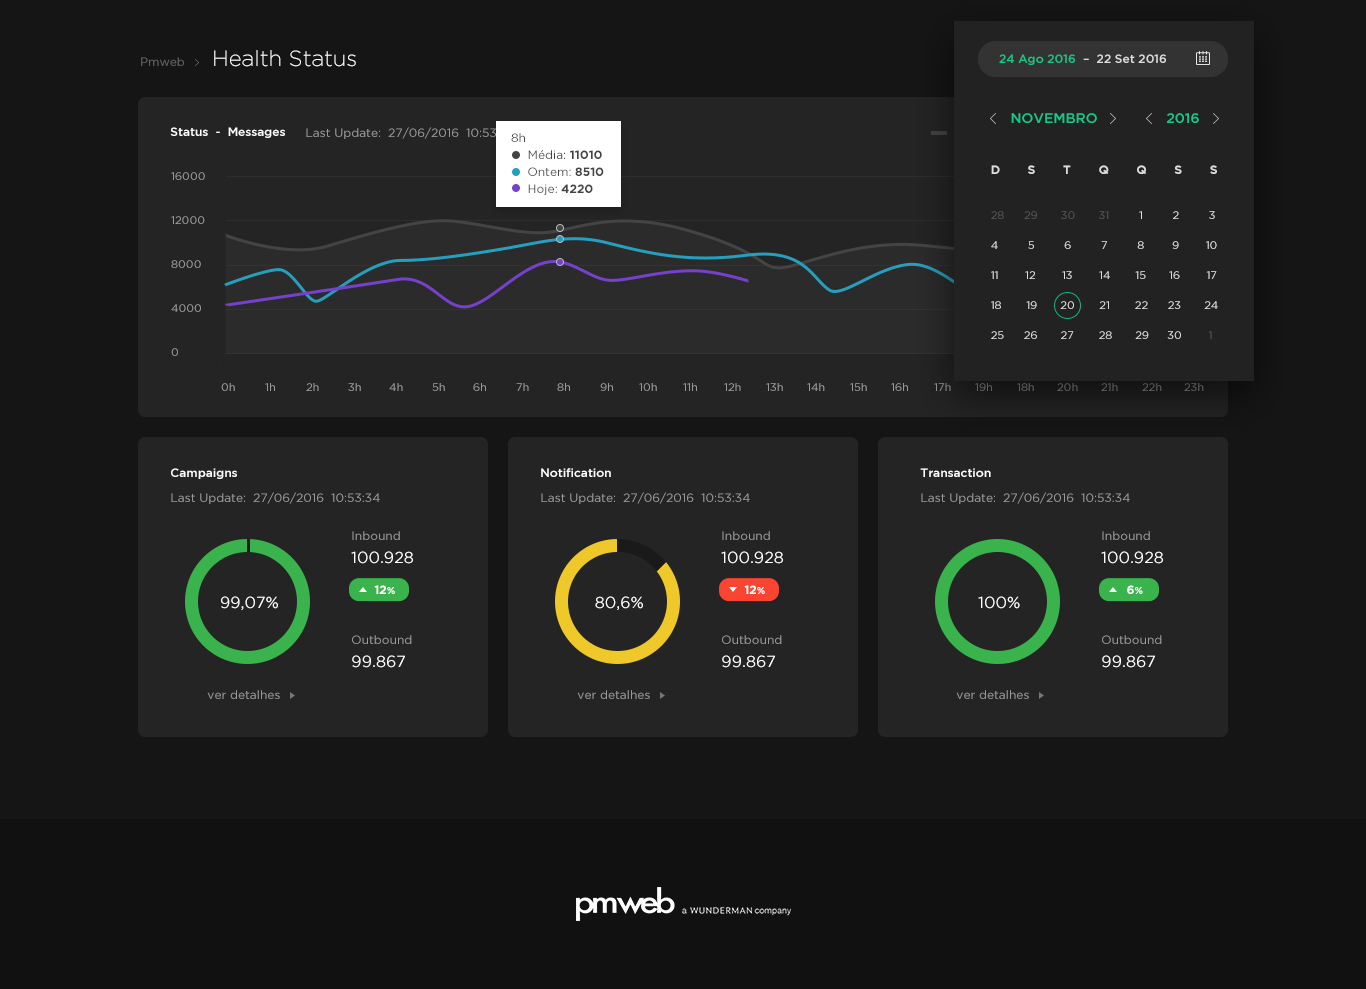 Pmweb > Health Status
Status - Messages Last Update: 27/06/2016 10:53
8h
Média: 11010
Ontem: 8510
Hoje: 4220
16000
12000
8000
4000
0
0h 1h 2h 3h 4h 5h 6h 7h 8h 9h 10h 11h 12h 13h 14h 15h 16h 17h 19h 18h 20h 21h 22h 23h
24 Ago 2016 – 22 Set 2016
NOVEMBRO 2016
D S T Q Q S S
28 29 30 31 1 2 3
4 5 6 7 8 9 10
11 12 13 14 15 16 17
18 19 20 21 22 23 24
25 26 27 28 29 30 1
Campaigns
Last Update: 27/06/2016 10:53:34
99,07%
Inbound
100.928
12%
Outbound
99.867
ver detalhes
Notification
Last Update: 27/06/2016 10:53:34
80,6%
Inbound
100.928
12%
Outbound
99.867
ver detalhes
Transaction
Last Update: 27/06/2016 10:53:34
100%
Inbound
100.928
6%
Outbound
99.867
ver detalhes
pmweb a WUNDERMAN company